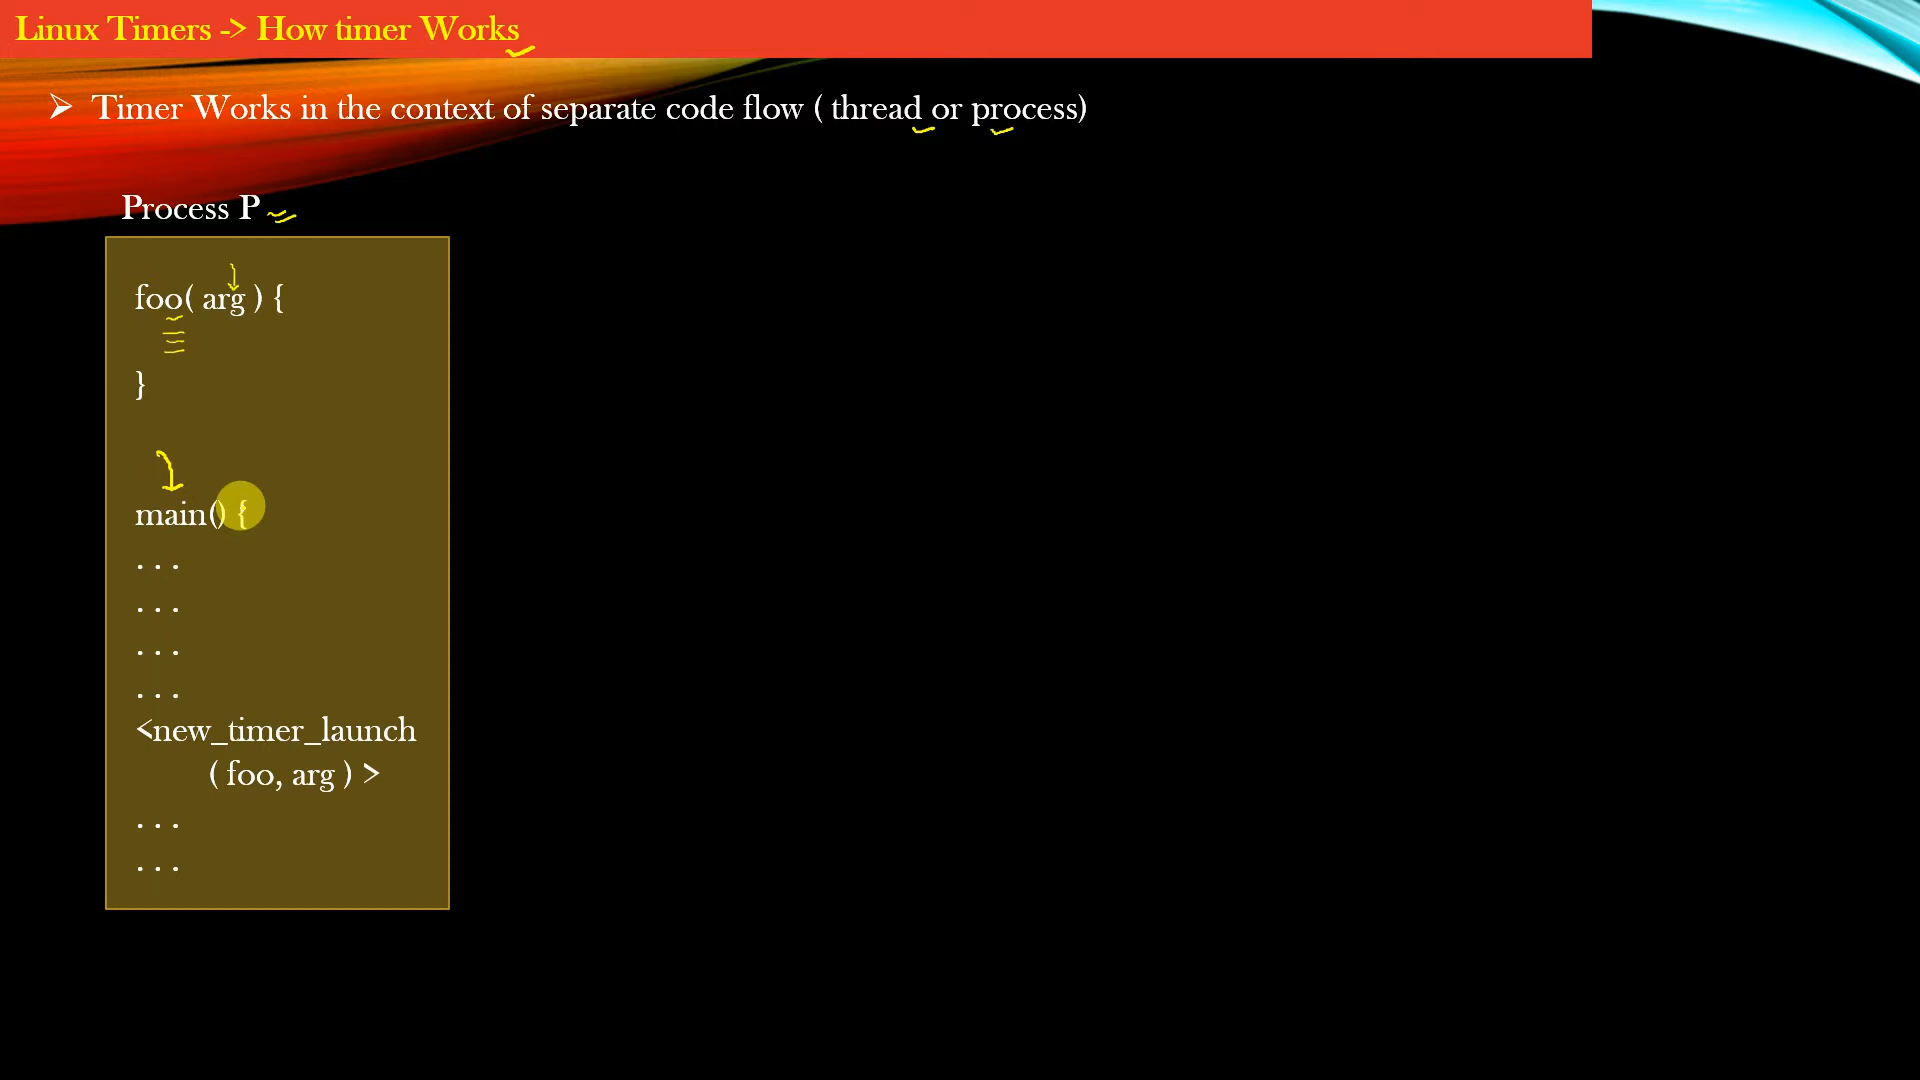 Linux Timers -> How timer Works
➢ Timer Works in the context of separate code flow ( thread or process)
Process P
foo( arg ) {
}
main() {
. . .
. . .
. . .
. . .
<new_timer_launch
( foo, arg ) >
. . .
. . .